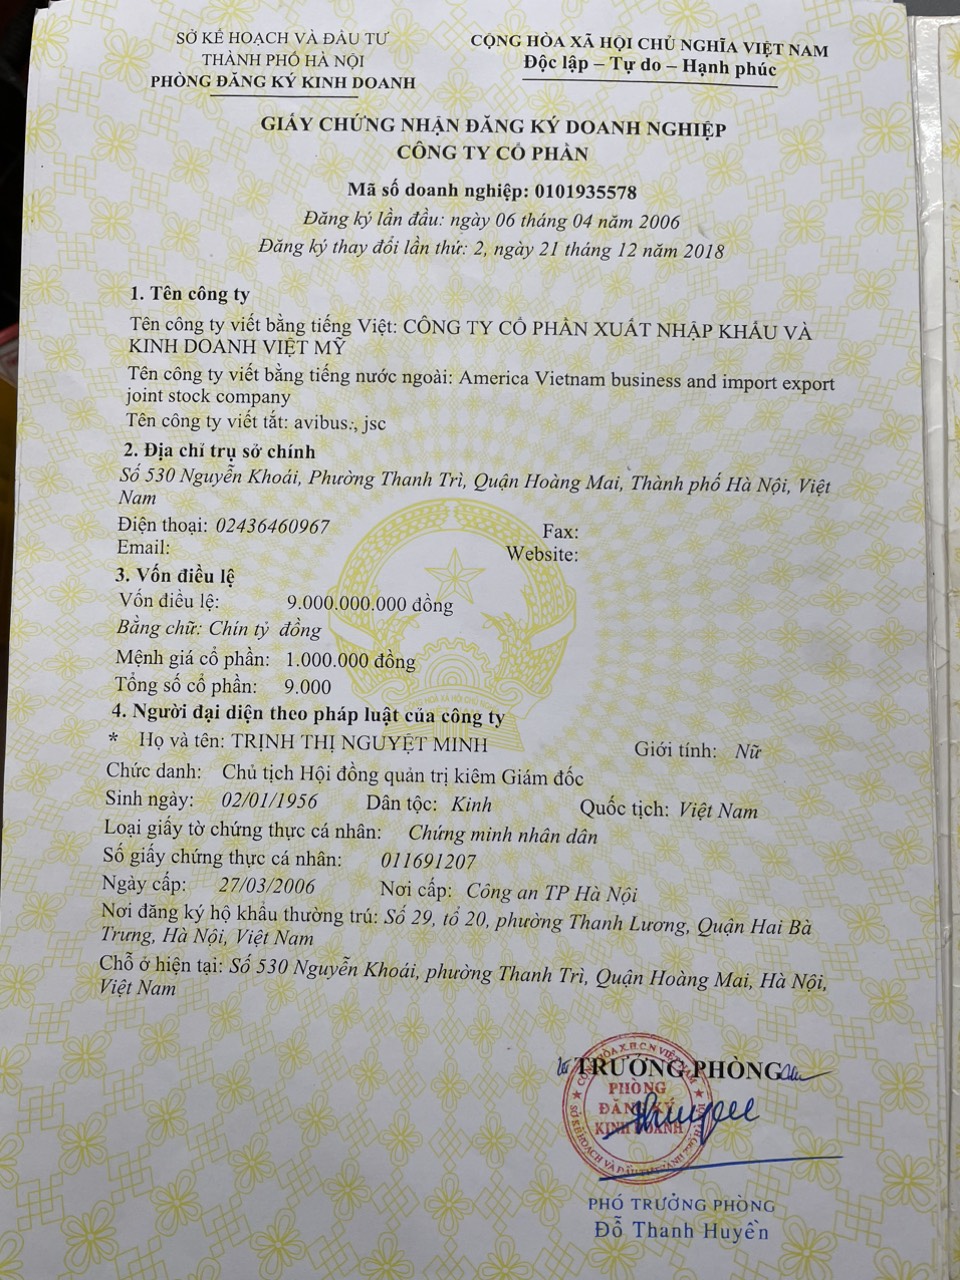 SỞ KẾ HOẠCH VÀ ĐẦU TƯ
THÀNH PHỐ HÀ NỘI
PHÒNG ĐĂNG KÝ KINH DOANH
CỘNG HÒA XÃ HỘI CHỦ NGHĨA VIỆT NAM
Độc lập – Tự do – Hạnh phúc
GIẤY CHỨNG NHẬN ĐĂNG KÝ DOANH NGHIỆP
CÔNG TY CỔ PHẦN
Mã số doanh nghiệp: 0101935578
Đăng ký lần đầu: ngày 06 tháng 04 năm 2006
Đăng ký thay đổi lần thứ: 2, ngày 21 tháng 12 năm 2018
1. Tên công ty
Tên công ty viết bằng tiếng Việt: CÔNG TY CỔ PHẦN XUẤT NHẬP KHẨU VÀ
KINH DOANH VIỆT MỸ
Tên công ty viết bằng tiếng nước ngoài: America Vietnam business and import export
joint stock company
Tên công ty viết tắt: avibus., jsc
2. Địa chỉ trụ sở chính
Số 530 Nguyễn Khoái, Phường Thanh Trì, Quận Hoàng Mai, Thành phố Hà Nội, Việt
Nam
Điện thoại: 02436460967 Fax:
Email: Website:
3. Vốn điều lệ
Vốn điều lệ: 9.000.000.000 đồng
Bằng chữ: Chín tỷ đồng
Mệnh giá cổ phần: 1.000.000 đồng
Tổng số cổ phần: 9.000
4. Người đại diện theo pháp luật của công ty
* Họ và tên: TRỊNH THỊ NGUYỆT MINH Giới tính: Nữ
Chức danh: Chủ tịch Hội đồng quản trị kiêm Giám đốc
Sinh ngày: 02/01/1956 Dân tộc: Kinh Quốc tịch: Việt Nam
Loại giấy tờ chứng thực cá nhân: Chứng minh nhân dân
Số giấy chứng thực cá nhân: 011691207
Ngày cấp: 27/03/2006 Nơi cấp: Công an TP Hà Nội
Nơi đăng ký hộ khẩu thường trú: Số 29, tổ 20, phường Thanh Lương, Quận Hai Bà
Trưng, Hà Nội, Việt Nam
Chỗ ở hiện tại: Số 530 Nguyễn Khoái, phường Thanh Trì, Quận Hoàng Mai, Hà Nội,
Việt Nam
TRƯỞNG PHÒNG
PHÒNG
ĐĂNG KÝ
KINH DOANH
PHÓ TRƯỞNG PHÒNG
Đỗ Thanh Huyền